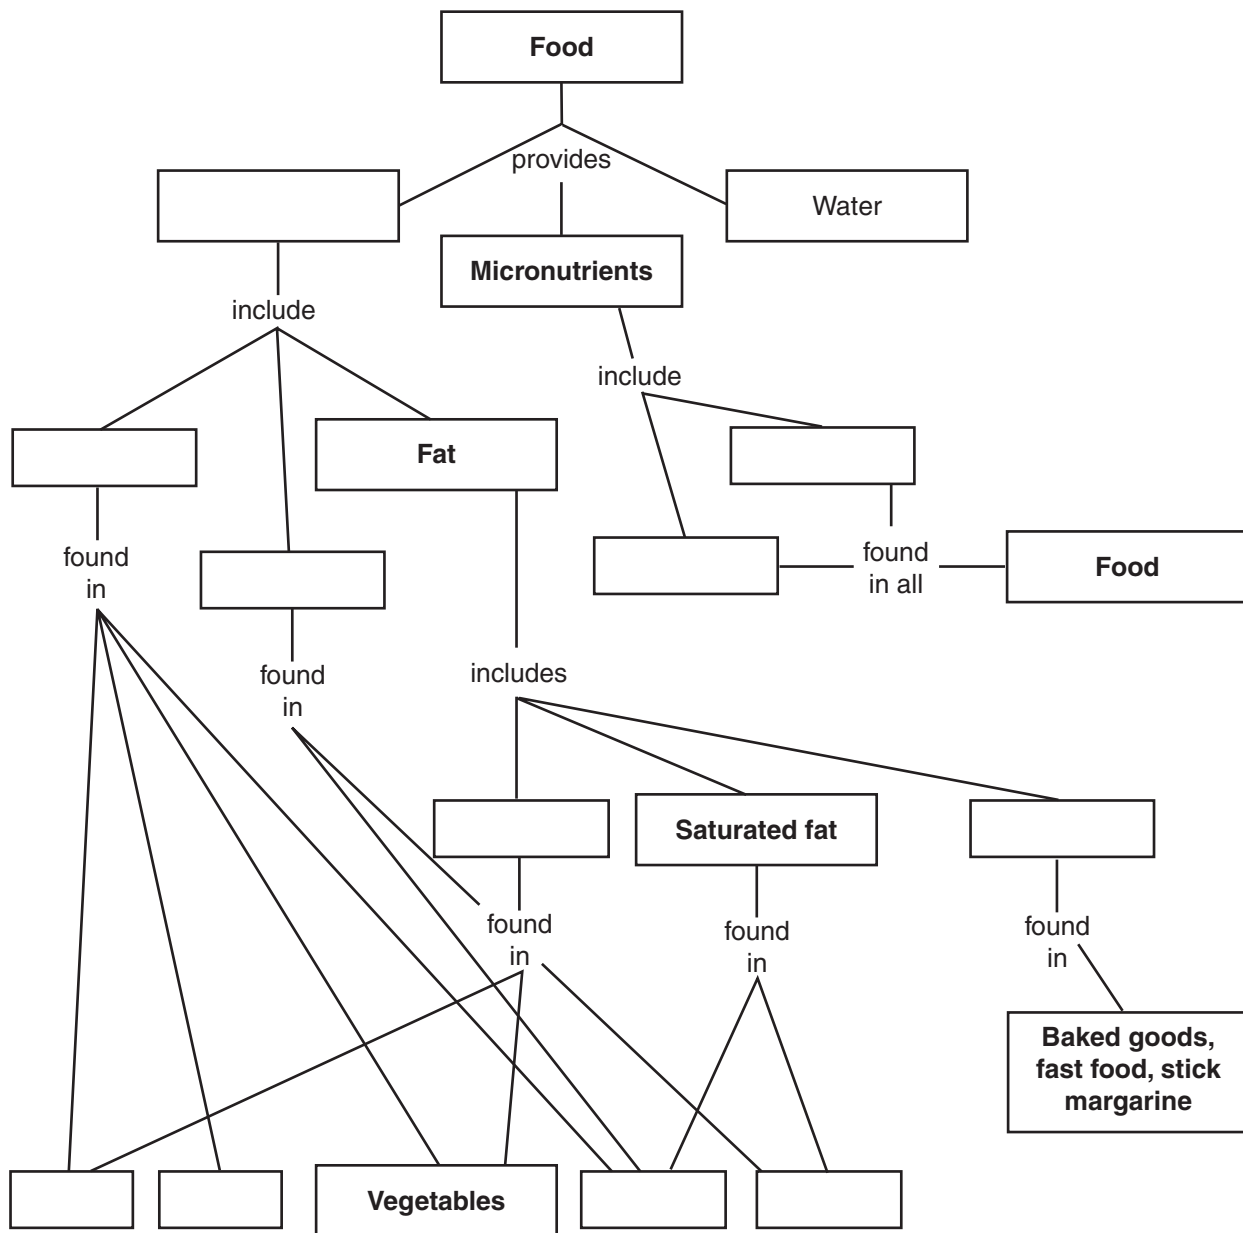 Food
provides
Water
Micronutrients
include
include
Fat
found
in
found
in all
Food
found
in
includes
Saturated fat
found
in
found
in
found
in
Baked goods,
fast food, stick
margarine
Vegetables